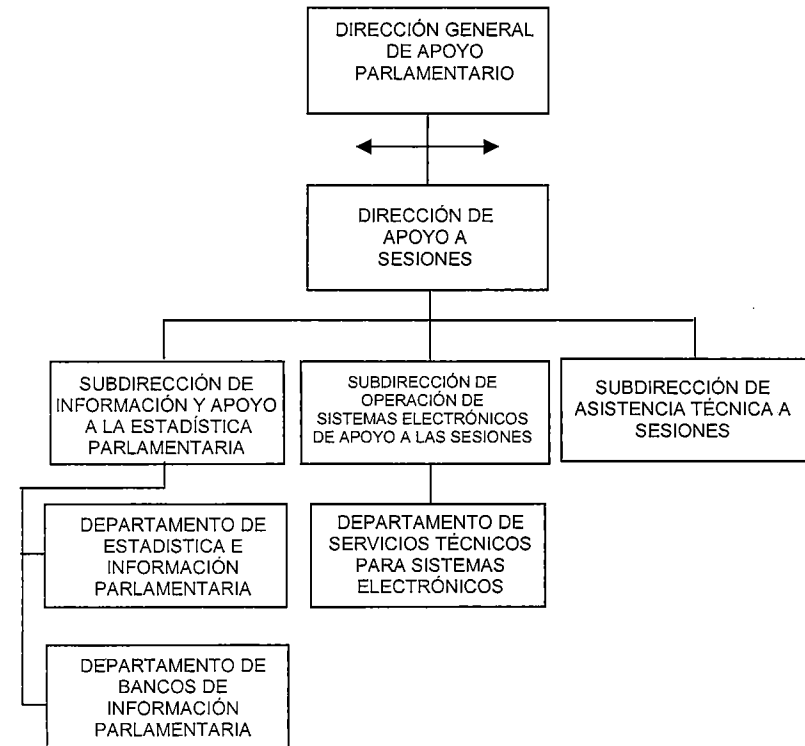 DIRECCIÓN GENERAL
DE APOYO
PARLAMENTARIO
DIRECCIÓN DE
APOYO A
SESIONES
SUBDIRECCIÓN DE
INFORMACIÓN Y APOYO
A LA ESTADÍSTICA
PARLAMENTARIA
SUBDIRECCIÓN DE
OPERACIÓN DE
SISTEMAS ELECTRÓNICOS
DE APOYO A LAS SESIONES
SUBDIRECCIÓN DE
ASISTENCIA TÉCNICA A
SESIONES
DEPARTAMENTO DE
ESTADISTICA E
INFORMACIÓN
PARLAMENTARIA
DEPARTAMENTO DE
SERVICIOS TÉCNICOS
PARA SISTEMAS
ELECTRÓNICOS
DEPARTAMENTO DE
BANCOS DE
INFORMACIÓN
PARLAMENTARIA